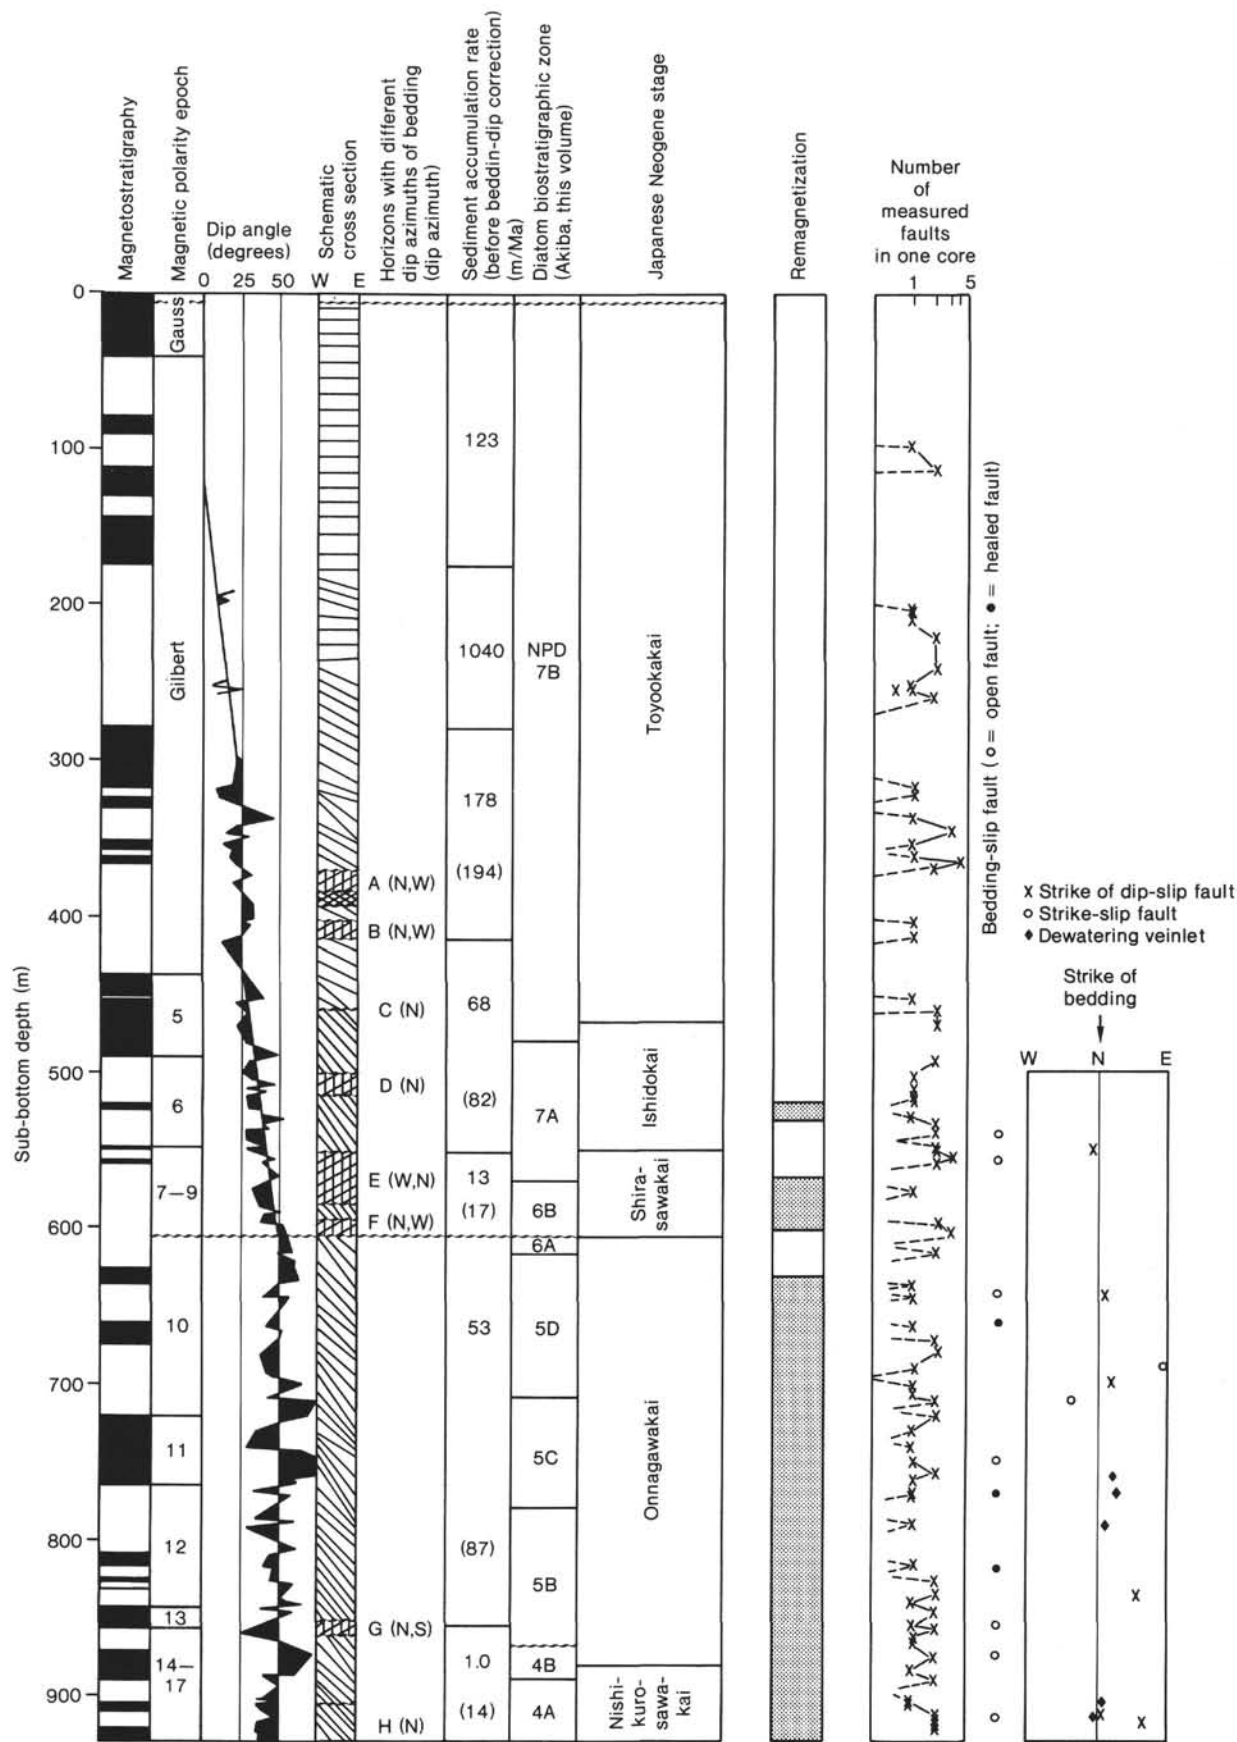 Magnetostratigraphy
Magnetic polarity epoch
Dip angle
(degrees)
0 25 50
Schematic
cross section
W E
Horizons with different
dip azimuths of bedding
(dip azimuth)
Sediment accumulation rate
(before beddin-dip correction)
(m/Ma)
Diatom biostratigraphic zone
(Akiba, this volume)
Japanese Neogene stage
Remagnetization
Number
of
measured
faults
in one core
1 5
Sub-bottom depth (m)
0
100
200
300
400
500
600
700
800
900
Gauss
Gilbert
5
6
7—9
10
11
12
13
14—
17
A (N,W)
B (N,W)
C (N)
D (N)
E (W,N)
F (N,W)
G (N,S)
H (N)
123
1040
178
(194)
68
(82)
13
(17)
53
(87)
1.0
(14)
NPD
7B
7A
6B
6A
5D
5C
5B
4B
4A
Toyookakai
Ishidokai
Shira-
sawakai
Onnagawakai
Nishi-
kuro-
sawa-
kai
Bedding-slip fault (o = open fault; ● = healed fault)
x Strike of dip-slip fault
o Strike-slip fault
♦ Dewatering veinlet
Strike of
bedding
W N E